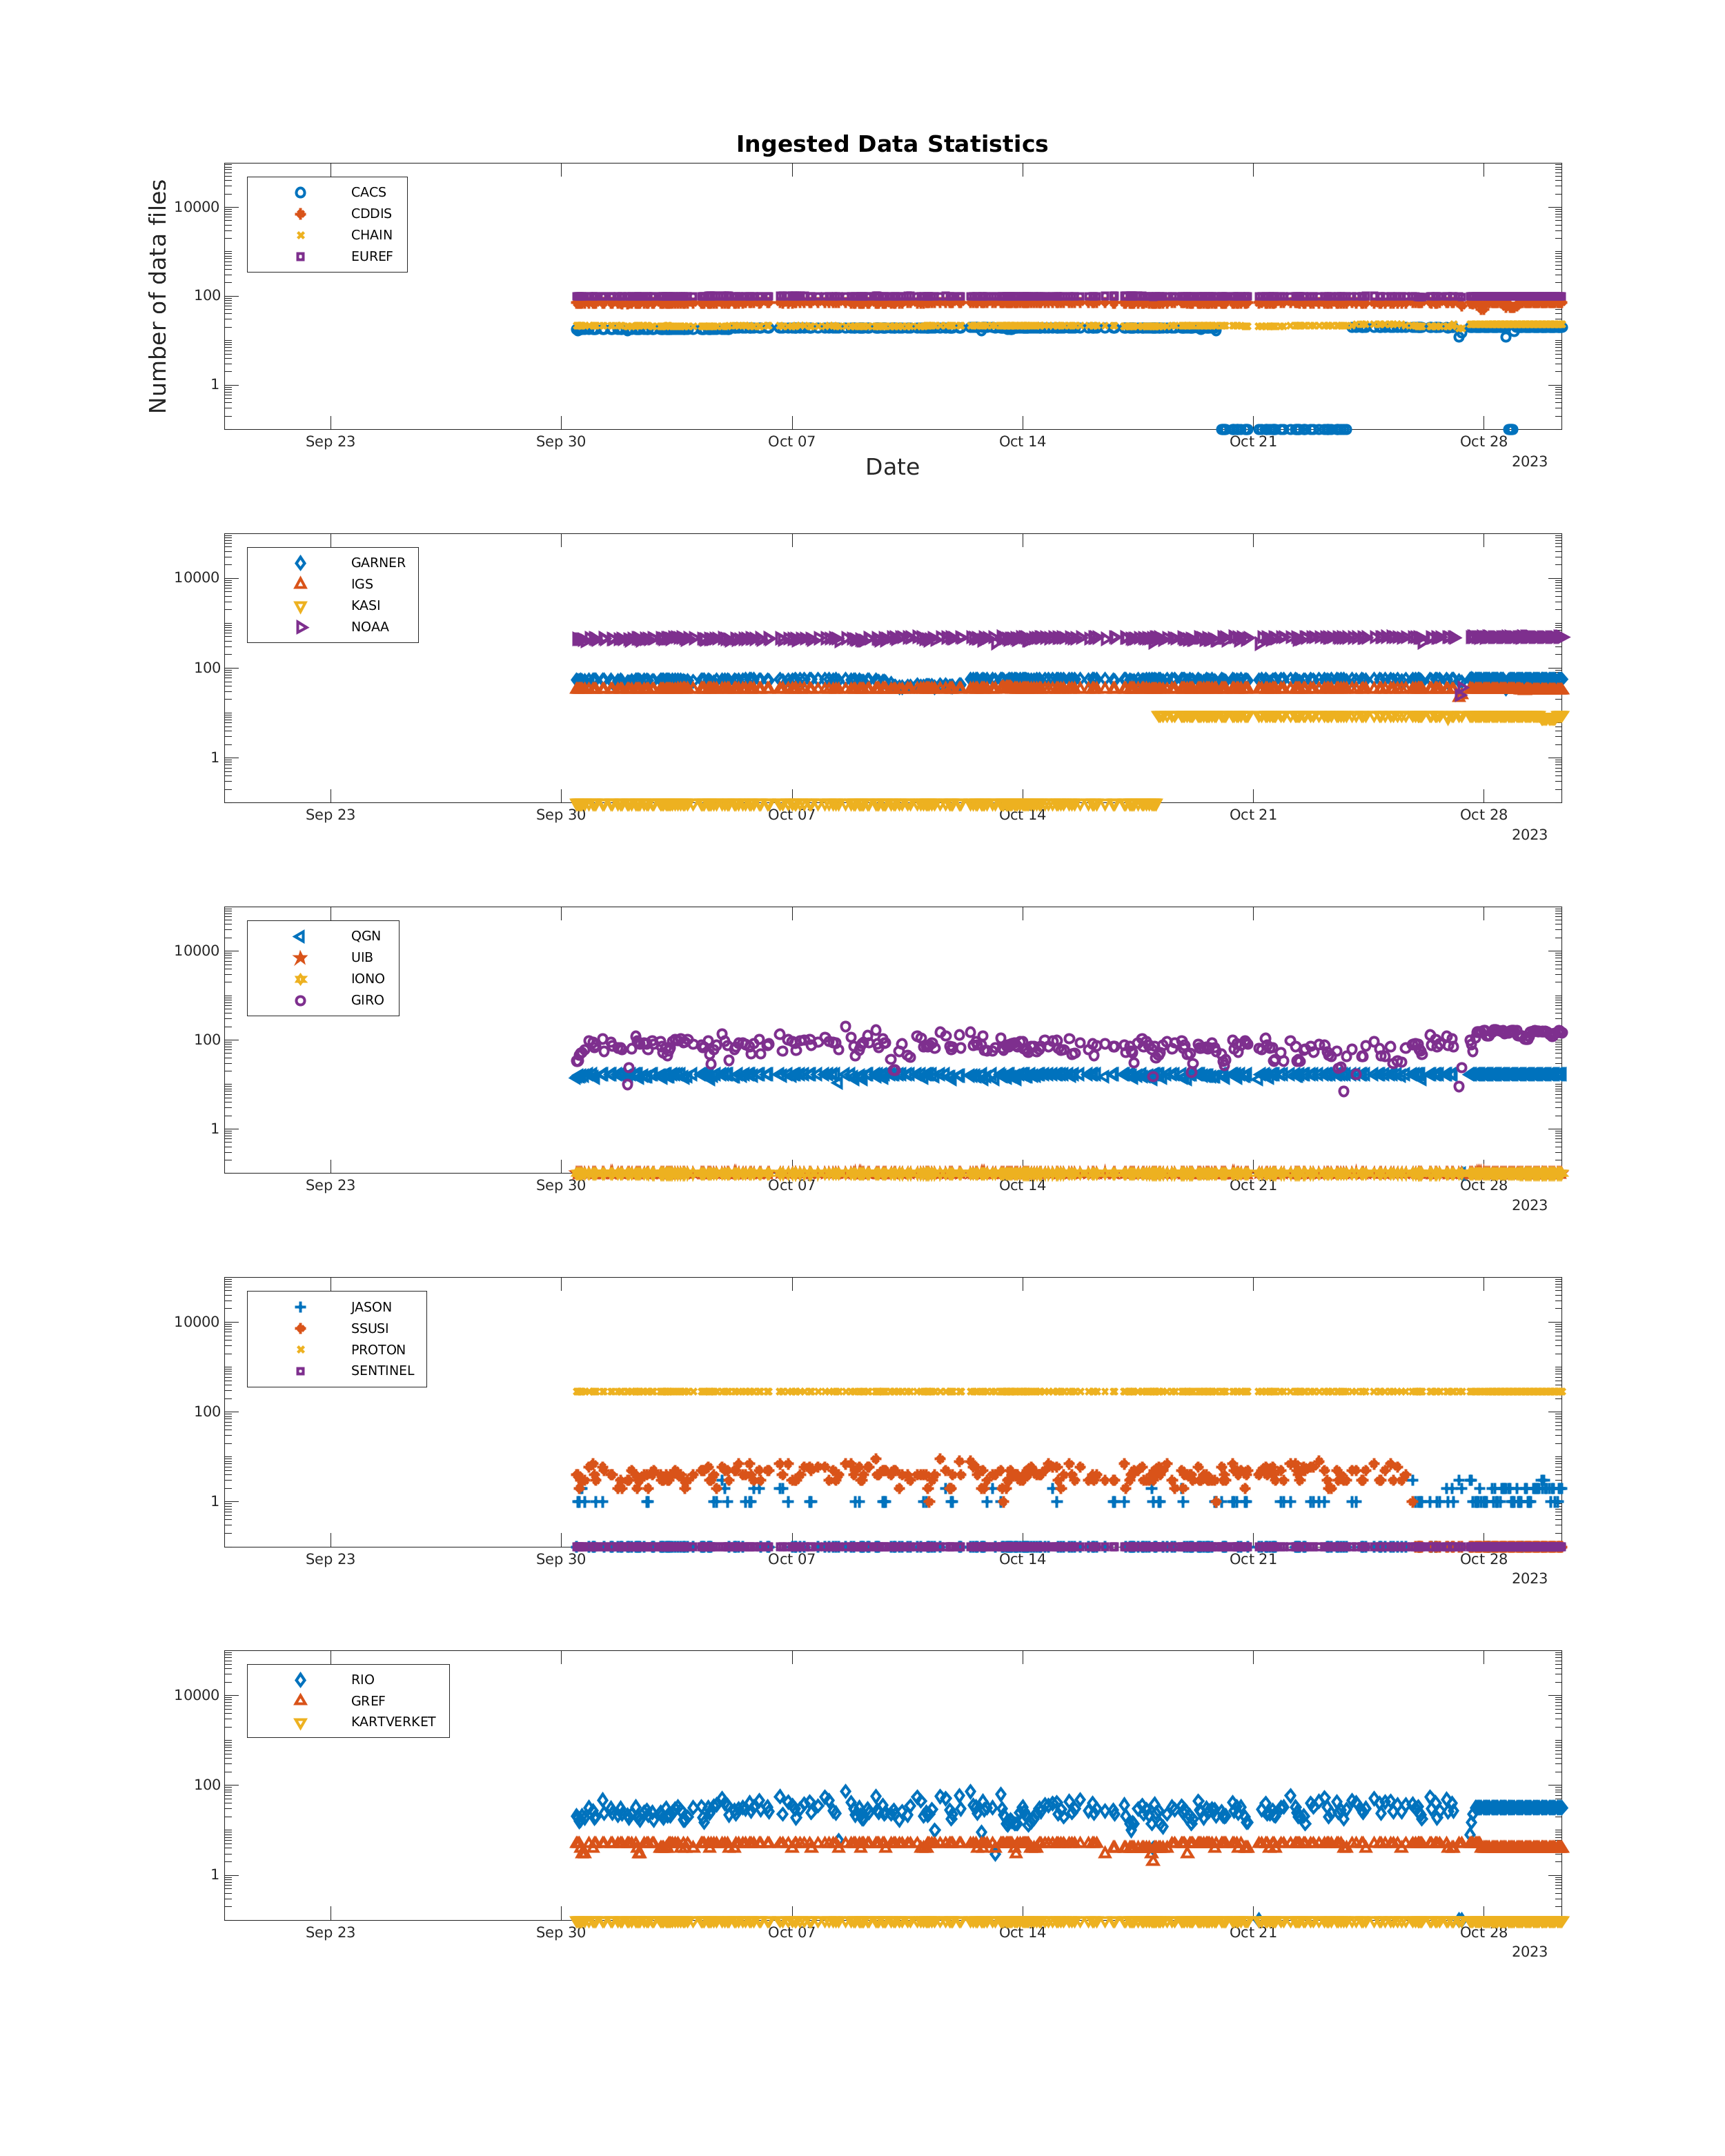 Ingested Data Statistics
Number of data files
CACS
CDDIS
CHAIN
EUREF
10000
100
1
Sep 23 Sep 30 Oct 07 Oct 14 Oct 21 Oct 28
2023
Date
GARNER
IGS
KASI
NOAA
10000
100
1
Sep 23 Sep 30 Oct 07 Oct 14 Oct 21 Oct 28
2023
QGN
UIB
IONO
GIRO
10000
100
1
Sep 23 Sep 30 Oct 07 Oct 14 Oct 21 Oct 28
2023
JASON
SSUSI
PROTON
SENTINEL
10000
100
1
Sep 23 Sep 30 Oct 07 Oct 14 Oct 21 Oct 28
2023
RIO
GREF
KARTVERKET
10000
100
1
Sep 23 Sep 30 Oct 07 Oct 14 Oct 21 Oct 28
2023